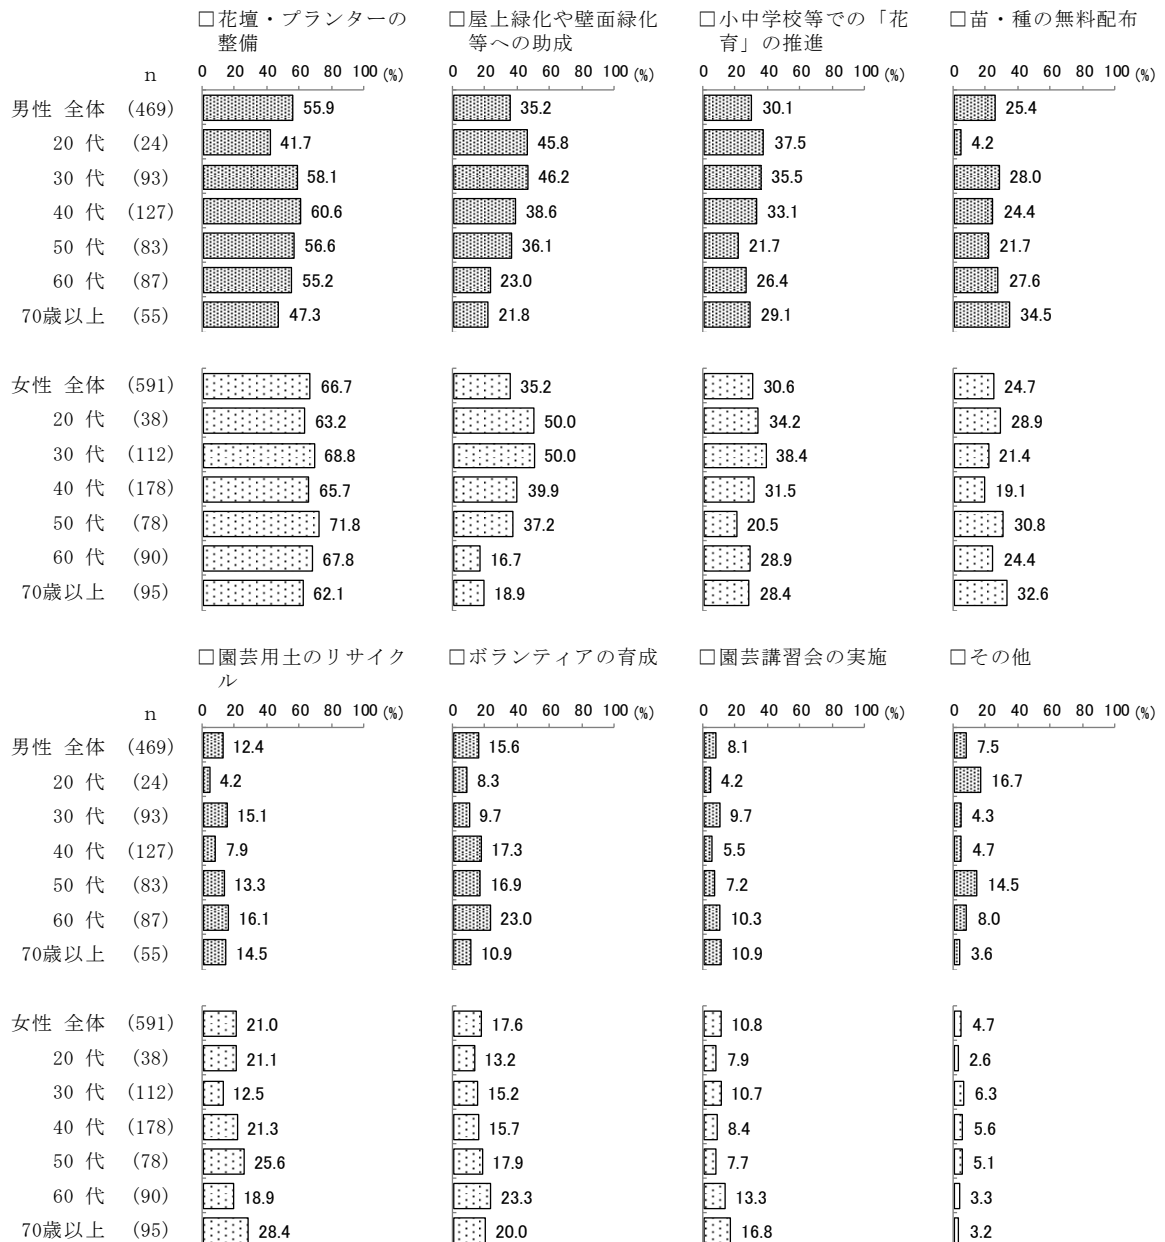 □花壇・プランターの □屋上緑化や壁面緑化 □小中学校等での「花 □苗・種の無料配布
整備 等への助成 育」の推進
n 0 20 40 60 80 100 (%) 0 20 40 60 80 100 (%) 0 20 40 60 80 100 (%) 0 20 40 60 80 100 (%)
男性 全体 (469) 55.9 35.2 30.1 25.4
20 代 (24) 41.7 45.8 37.5 4.2
30 代 (93) 58.1 46.2 35.5 28.0
40 代 (127) 60.6 38.6 33.1 24.4
50 代 (83) 56.6 36.1 21.7 21.7
60 代 (87) 55.2 23.0 26.4 27.6
70歳以上 (55) 47.3 21.8 29.1 34.5
女性 全体 (591) 66.7 35.2 30.6 24.7
20 代 (38) 63.2 50.0 34.2 28.9
30 代 (112) 68.8 50.0 38.4 21.4
40 代 (178) 65.7 39.9 31.5 19.1
50 代 (78) 71.8 37.2 20.5 30.8
60 代 (90) 67.8 16.7 28.9 24.4
70歳以上 (95) 62.1 18.9 28.4 32.6
□園芸用土のリサイク □ボランティアの育成 □園芸講習会の実施 □その他
ル
n 0 20 40 60 80 100 (%) 0 20 40 60 80 100 (%) 0 20 40 60 80 100 (%) 0 20 40 60 80 100 (%)
男性 全体 (469) 12.4 15.6 8.1 7.5
20 代 (24) 4.2 8.3 4.2 16.7
30 代 (93) 15.1 9.7 9.7 4.3
40 代 (127) 7.9 17.3 5.5 4.7
50 代 (83) 13.3 16.9 7.2 14.5
60 代 (87) 16.1 23.0 10.3 8.0
70歳以上 (55) 14.5 10.9 10.9 3.6
女性 全体 (591) 21.0 17.6 10.8 4.7
20 代 (38) 21.1 13.2 7.9 2.6
30 代 (112) 12.5 15.2 10.7 6.3
40 代 (178) 21.3 15.7 8.4 5.6
50 代 (78) 25.6 17.9 7.7 5.1
60 代 (90) 18.9 23.3 13.3 3.3
70歳以上 (95) 28.4 20.0 16.8 3.2